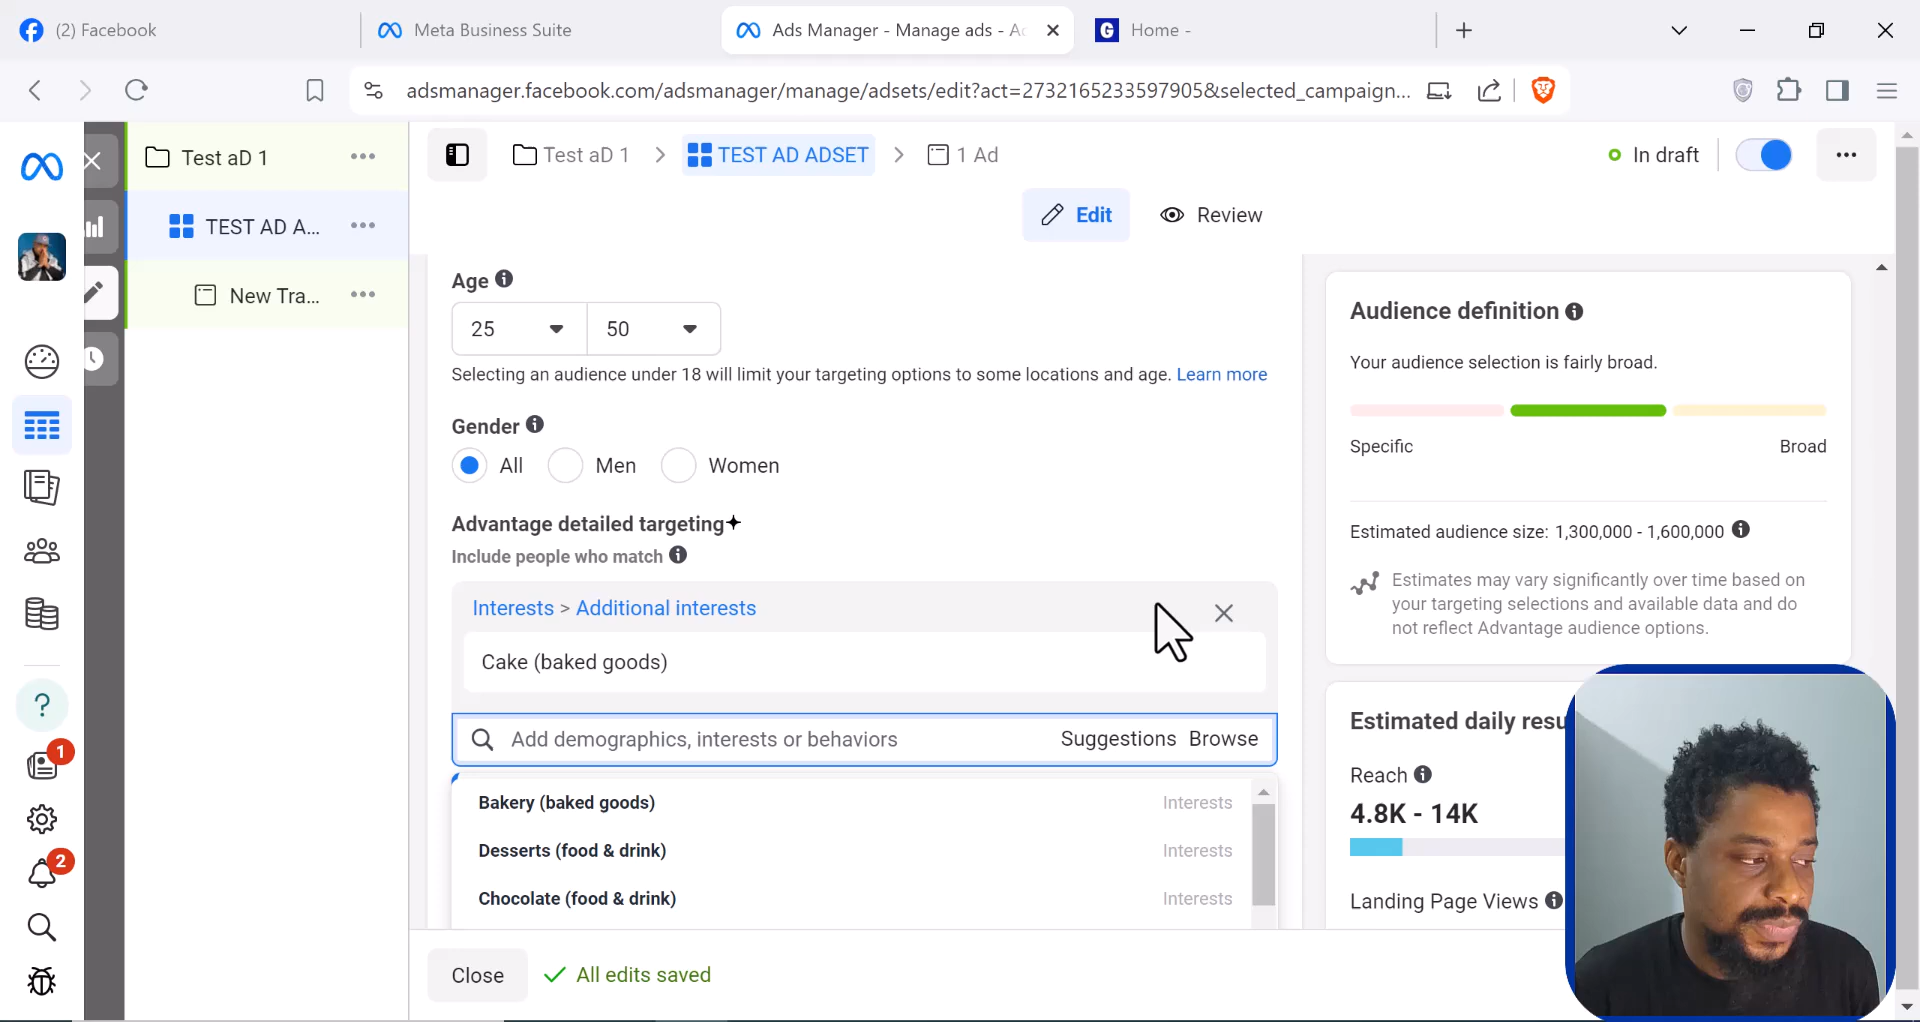 (2) Facebook
Meta Business Suite
Ads Manager - Manage ads - Ad
G Home -
adsmanager.facebook.com/adsmanager/manage/adsets/edit?act=2732165233597905&selected_campaign...
Test aD 1
TEST AD A...
New Tra...
Test aD 1 > TEST AD ADSET > 1 Ad
In draft
Edit
Review
Age
25
50
Selecting an audience under 18 will limit your targeting options to some locations and age. Learn more
Gender
All
Men
Women
Advantage detailed targeting
Include people who match
Interests > Additional interests
Cake (baked goods)
Add demographics, interests or behaviors
Suggestions
Browse
Bakery (baked goods)
Interests
Desserts (food & drink)
Interests
Chocolate (food & drink)
Interests
Close
All edits saved
Audience definition
Your audience selection is fairly broad.
Specific
Broad
Estimated audience size: 1,300,000 - 1,600,000
Estimates may vary significantly over time based on
your targeting selections and available data and do
not reflect Advantage audience options.
Estimated daily resu
Reach
4.8K - 14K
Landing Page Views
?
1
2